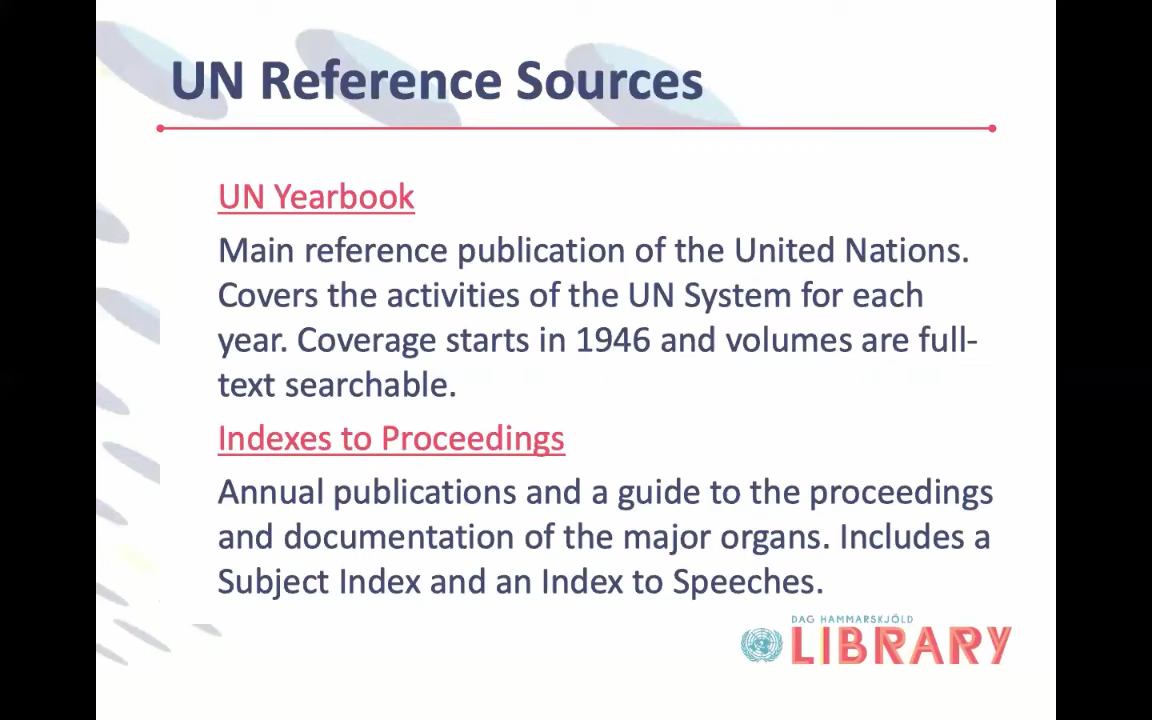 UN Reference Sources
UN Yearbook
Main reference publication of the United Nations.
Covers the activities of the UN System for each
year. Coverage starts in 1946 and volumes are full-
text searchable.
Indexes to Proceedings
Annual publications and a guide to the proceedings
and documentation of the major organs. Includes a
Subject Index and an Index to Speeches.
DAG HAMMARSKJÖLD
LIBRARY